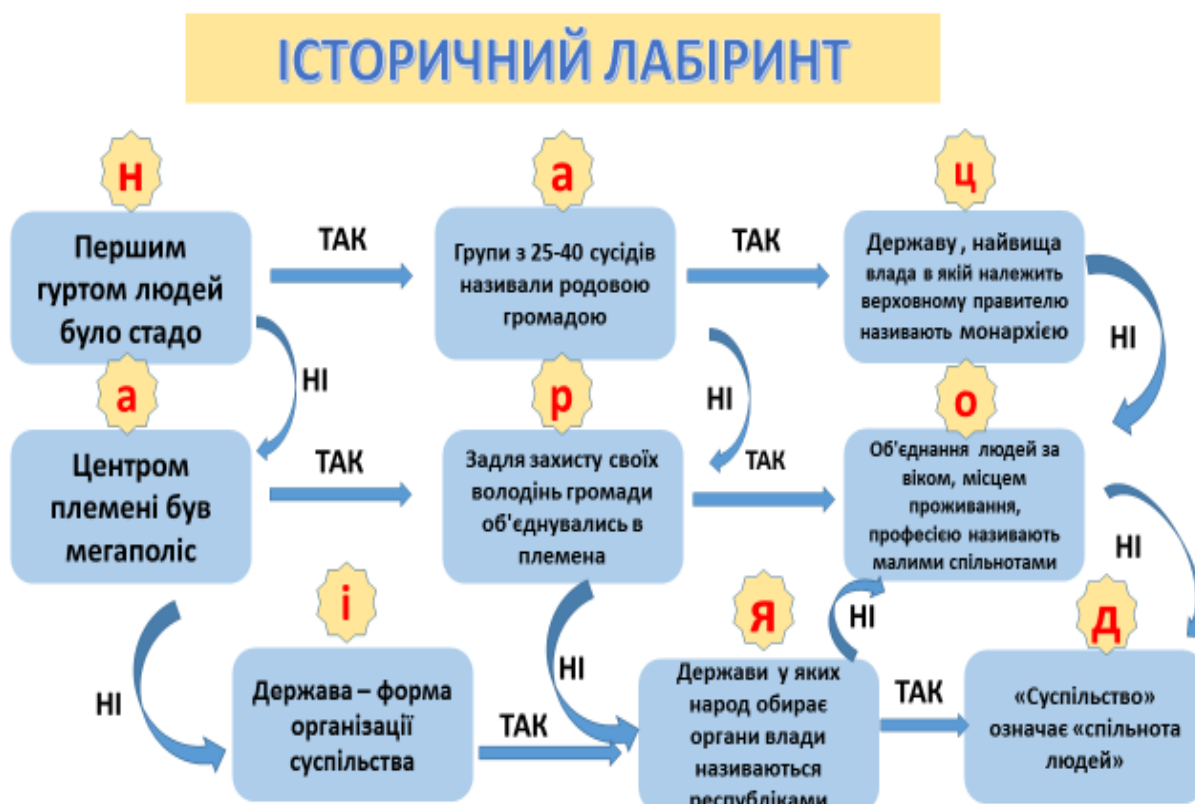 ІСТОРИЧНИЙ ЛАБІРИНТ
н
а
ц
Першим
гуртом людей
було стадо
ТАК
Групи з 25-40 сусідів
називали родовою
громадою
ТАК
Державу , найвища
влада в якій належить
верховному правителю
називають монархією
НІ
НІ
НІ
а
р
о
Центром
племені був
мегаполіс
ТАК
Задля захисту своїх
володінь громади
об'єднувались в
племена
ТАК
Об'єднання людей за
віком, місцем
проживання,
професією називають
малими спільнотами
НІ
НІ
НІ
НІ
і
я
д
Держава – форма
організації
суспільства
ТАК
Держави у яких
народ обирає
органи влади
називаються
республіками
ТАК
«Суспільство»
означає «спільнота
людей»